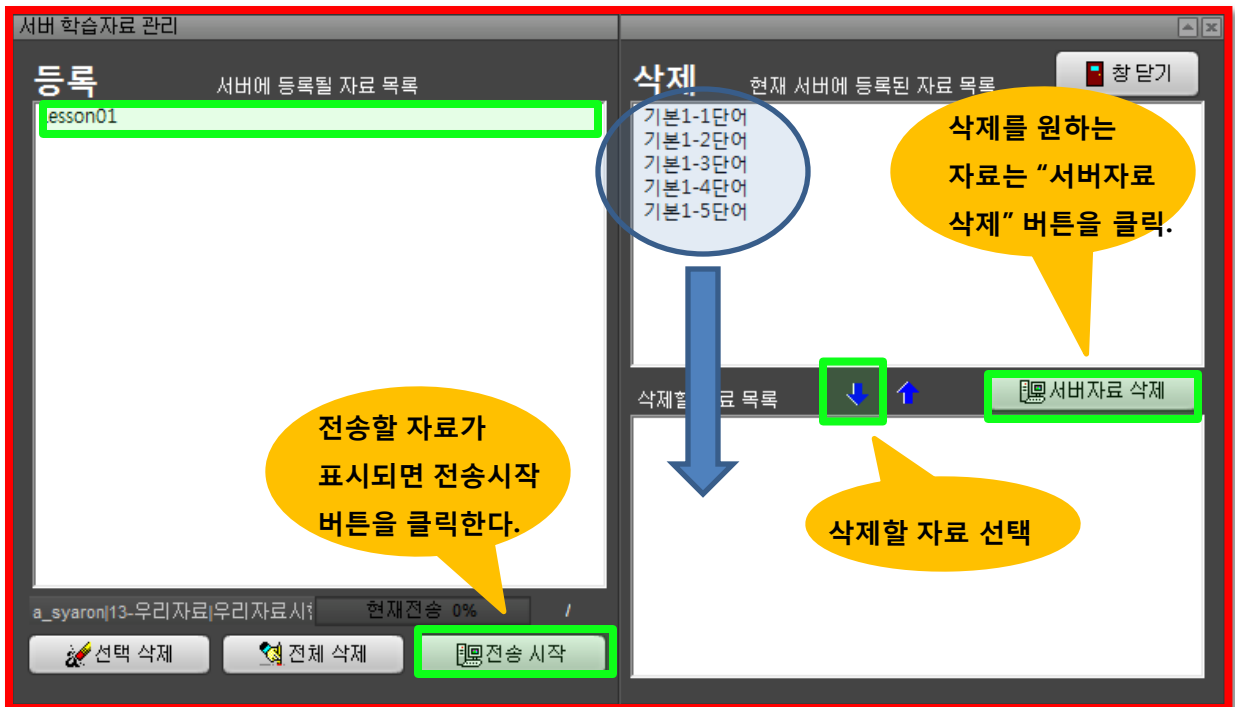 서버 학습자료 관리
등록
서버에 등록될 자료 목록
esson01
a_syaron|13-우리자료|우리자료시
현재전송 0%
/
선택 삭제
전체 삭제
전송 시작
전송할 자료가
표시되면 전송시작
버튼을 클릭한다.
삭제
현재 서버에 등록된 자료 목록
창 닫기
기본1-1단어
기본1-2단어
기본1-3단어
기본1-4단어
기본1-5단어
삭제를 원하는
자료는 “서버자료
삭제” 버튼을 클릭.
삭제할 자료 목록
서버자료 삭제
삭제할 자료 선택